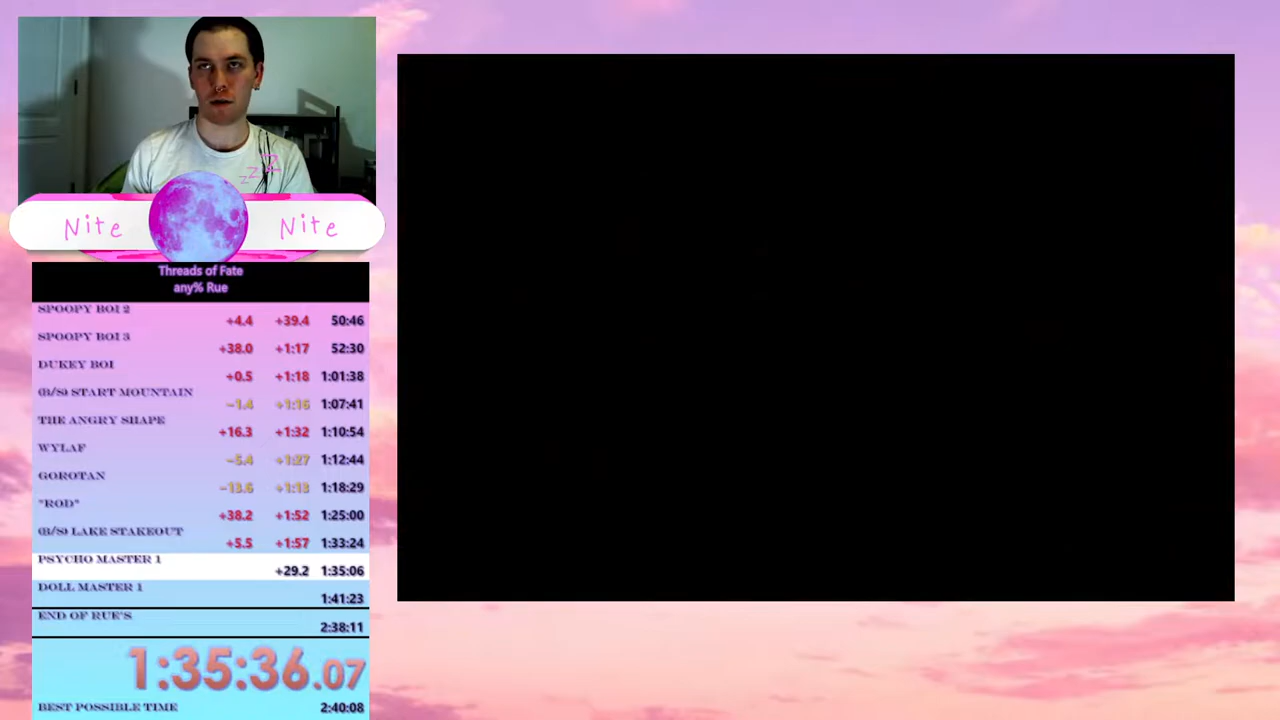 z
z
Z
Nite Nite
Threads of Fate
any% Rue
SPOOPY BOI 2
+4.4 +39.4 50:46
SPOOPY BOI 3
+38.0 +1:17 52:30
DUKEY BOI
+0.5 +1:18 1:01:38
(B/S) START MOUNTAIN
−1.4 +1:16 1:07:41
THE ANGRY SHAPE
+16.3 +1:32 1:10:54
WYLAF
−5.4 +1:27 1:12:44
GOROTAN
−13.6 +1:13 1:18:29
"ROD"
+38.2 +1:52 1:25:00
(B/S) LAKE STAKEOUT
+5.5 +1:57 1:33:24
PSYCHO MASTER 1
+29.2 1:35:06
DOLL MASTER 1
1:41:23
END OF RUE'S
2:38:11
1:35:36.07
BEST POSSIBLE TIME 2:40:08